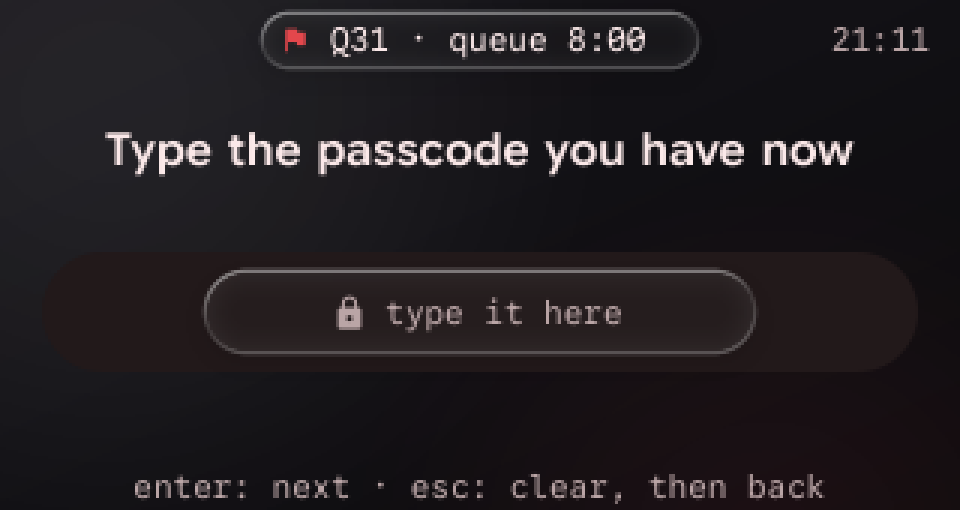 Q31 · queue 8:00
21:11
Type the passcode you have now
type it here
enter: next · esc: clear, then back